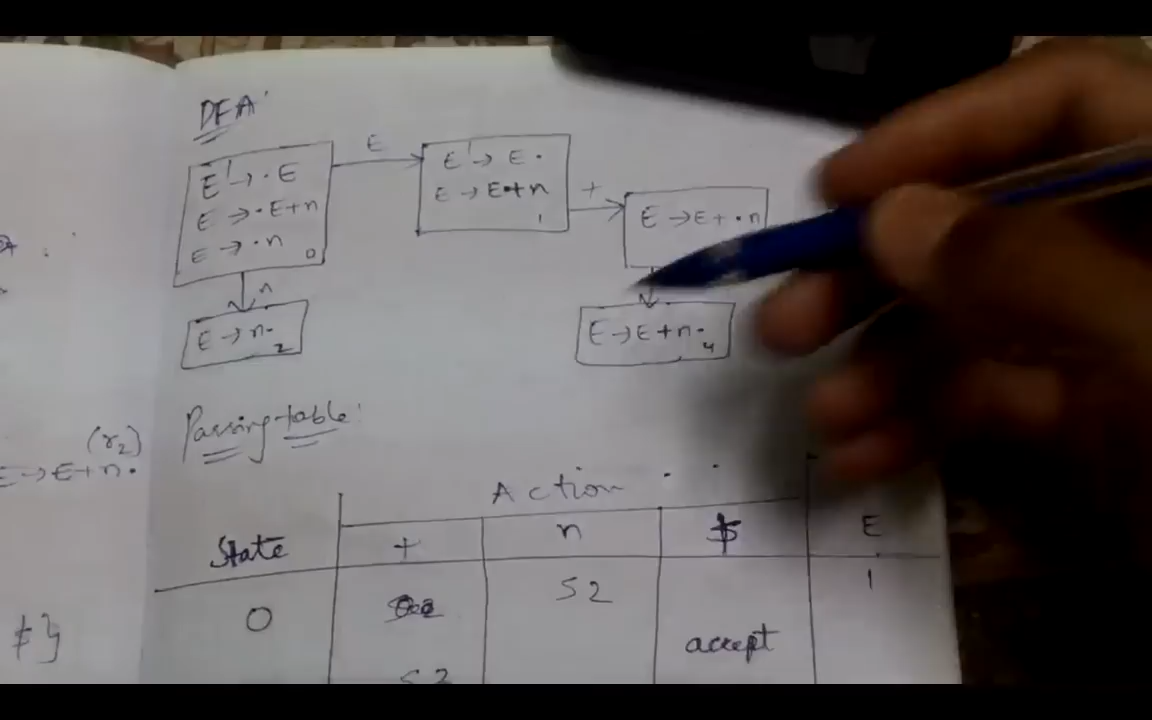 DFA:
E
E' → ·E
E → ·E+n
E → ·n 0
E' → E·
E → E·+n
1
+
E → E+·n
n
E → n· 2
E → E+n· 4
Parsing table:
(r2)
E → E+n·
Action
State + n $ E
0 S2 1
accept